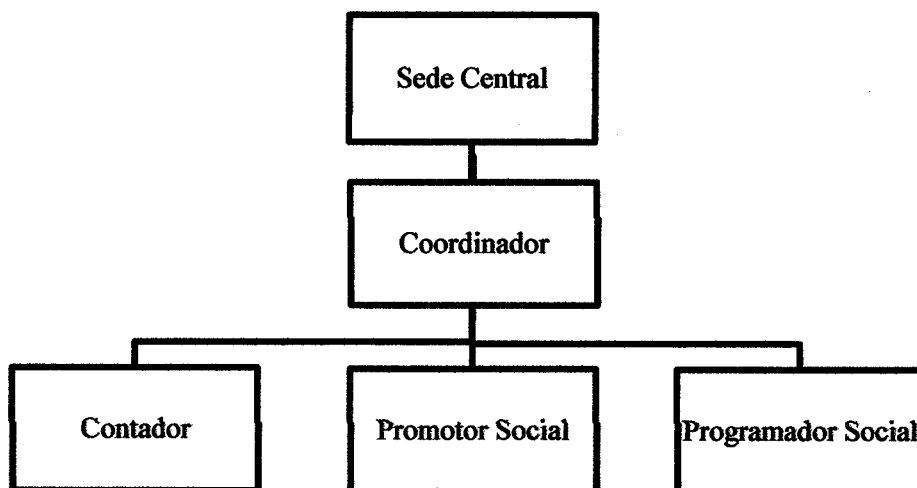 Sede Central
Coordinador
Contador
Promotor Social
Programador Social